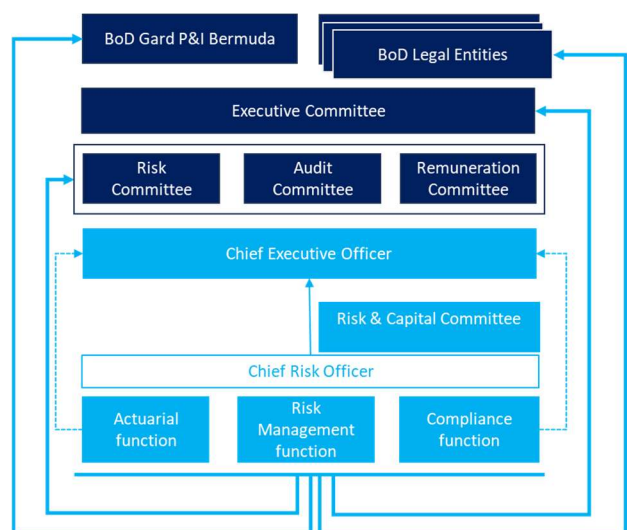 BoD Gard P&I Bermuda
BoD Legal Entities
Executive Committee
Risk
Committee
Audit
Committee
Remuneration
Committee
Chief Executive Officer
Risk & Capital Committee
Chief Risk Officer
Actuarial
function
Risk
Management
function
Compliance
function